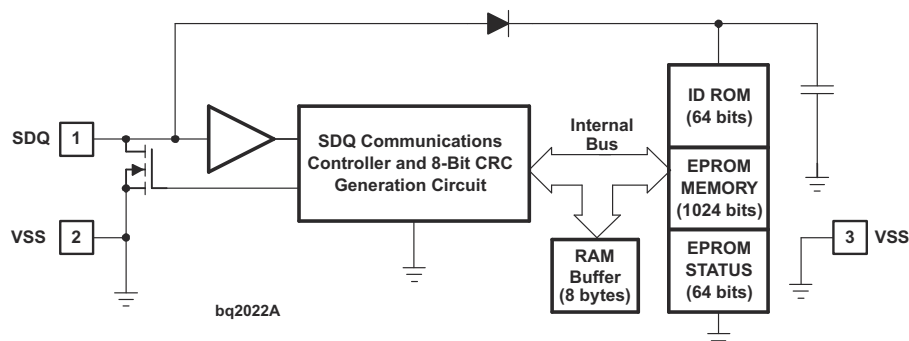 SDQ 1
VSS 2
SDQ Communications
Controller and 8-Bit CRC
Generation Circuit
Internal
Bus
RAM
Buffer
(8 bytes)
ID ROM
(64 bits)
EPROM
MEMORY
(1024 bits)
EPROM
STATUS
(64 bits)
3 VSS
bq2022A